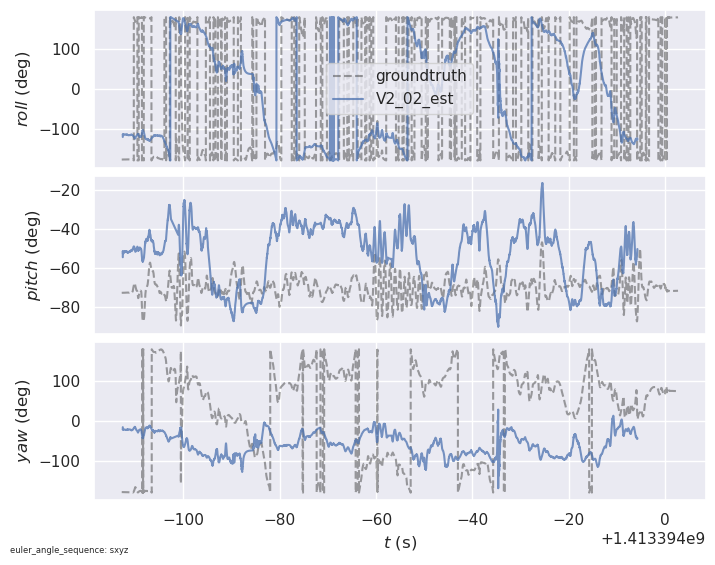 100
0
−100
roll (deg)
groundtruth
V2_02_est
−20
−40
−60
−80
pitch (deg)
100
0
−100
yaw (deg)
−100
−80
−60
−40
−20
0
t (s)
+1.413394e9
euler_angle_sequence: sxyz